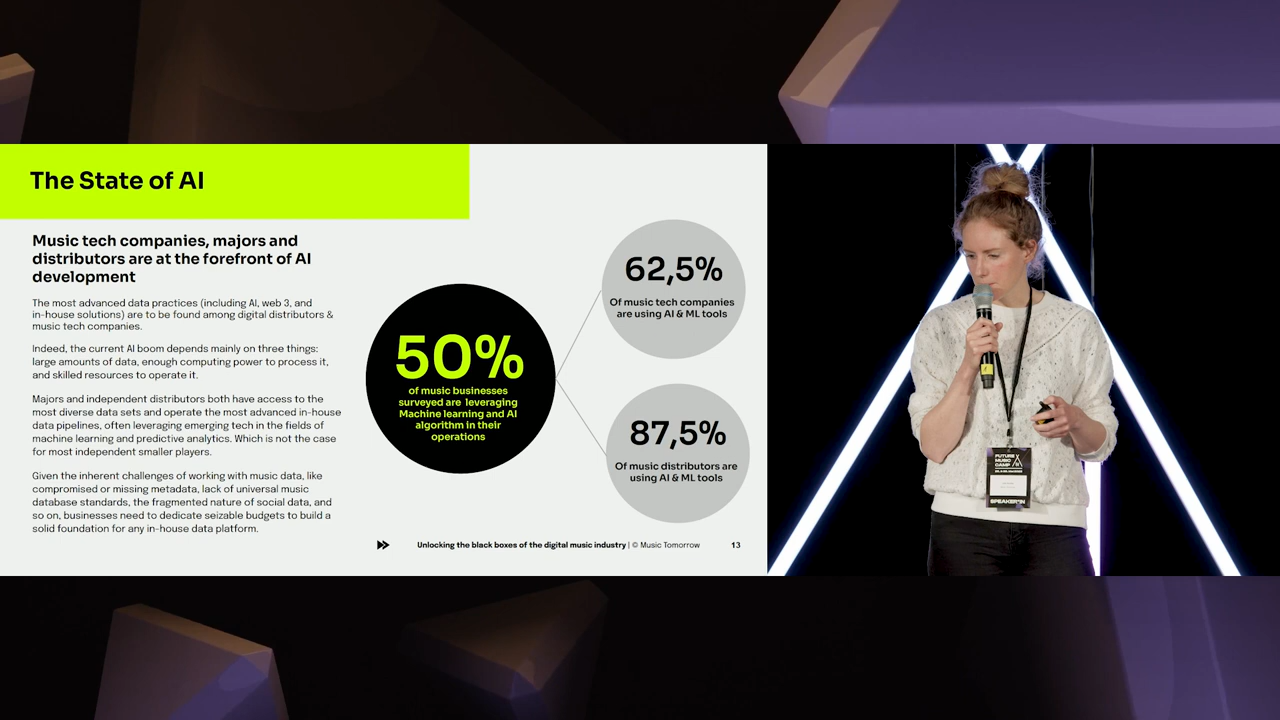 The State of AI
Music tech companies, majors and
distributors are at the forefront of AI
development
The most advanced data practices (including AI, web 3, and
in-house solutions) are to be found among digital distributors &
music tech companies.
Indeed, the current AI boom depends mainly on three things:
large amounts of data, enough computing power to process it,
and skilled resources to operate it.
Majors and independent distributors both have access to the
most diverse data sets and operate the most advanced in-house
data pipelines, often leveraging emerging tech in the fields of
machine learning and predictive analytics. Which is not the case
for most independent smaller players.
Given the inherent challenges of working with music data, like
compromised or missing metadata, lack of universal music
database standards, the fragmented nature of social data, and
so on, businesses need to dedicate seizable budgets to build a
solid foundation for any in-house data platform.
50%
of music businesses
surveyed are leveraging
Machine learning and AI
algorithm in their
operations
62,5%
Of music tech companies
are using AI & ML tools
87,5%
Of music distributors are
using AI & ML tools
Unlocking the black boxes of the digital music industry | © Music Tomorrow
13
FUTURE
MUSIC
CAMP
SPEAKER*IN